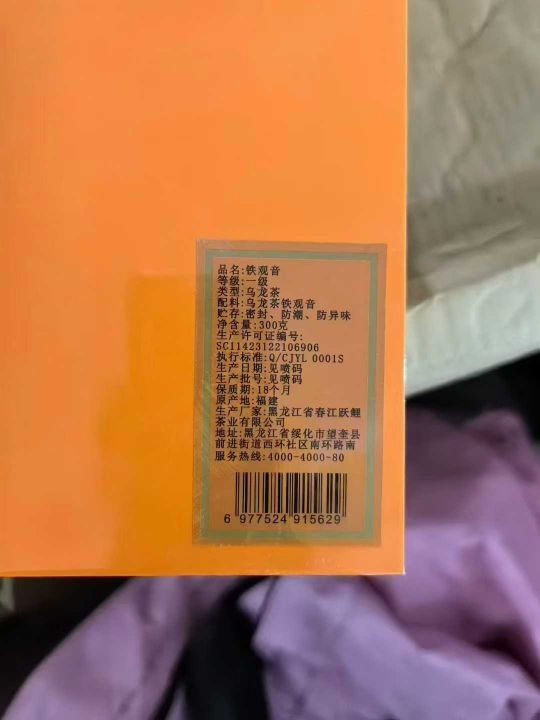 品名:铁观音
等级:一级
类型:乌龙茶
配料:乌龙茶铁观音
贮存:密封、防潮、防异味
净含量:300克
生产许可证编号:
SC11423122106906
执行标准:Q/CJYL 0001S
生产日期:见喷码
生产批号:见喷码
保质期:18个月
原产地:福建
生产厂家:黑龙江省春江跃鲤
茶业有限公司
地址:黑龙江省绥化市望奎县
前进街道西环社区南环路南
服务热线:4000-4000-80
6 977524 915629